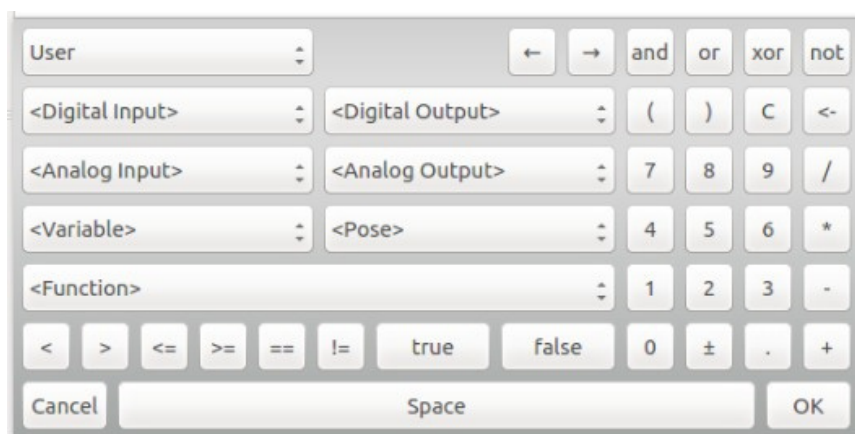 User ← → and or xor not
<Digital Input> <Digital Output> ( ) C <-
<Analog Input> <Analog Output> 7 8 9 /
<Variable> <Pose> 4 5 6 *
<Function> 1 2 3 -
< > <= >= == != true false 0 ± . +
Cancel Space OK